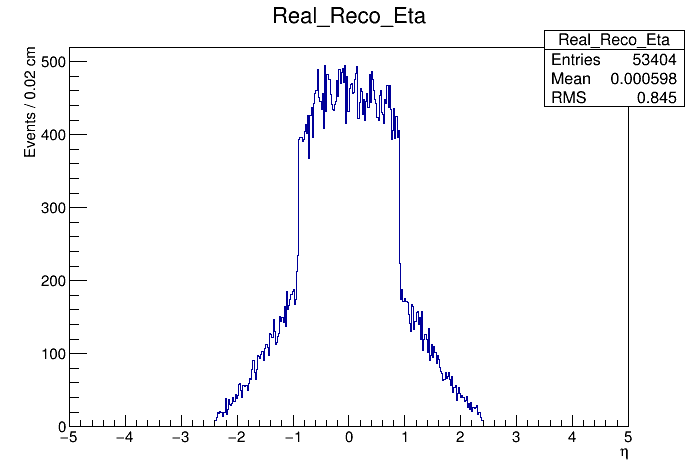 Real_Reco_Eta
Real_Reco_Eta
Entries 53404
Mean 0.000598
RMS 0.845
Events / 0.02 cm
500
400
300
200
100
0
−5 −4 −3 −2 −1 0 1 2 3 4 5
η